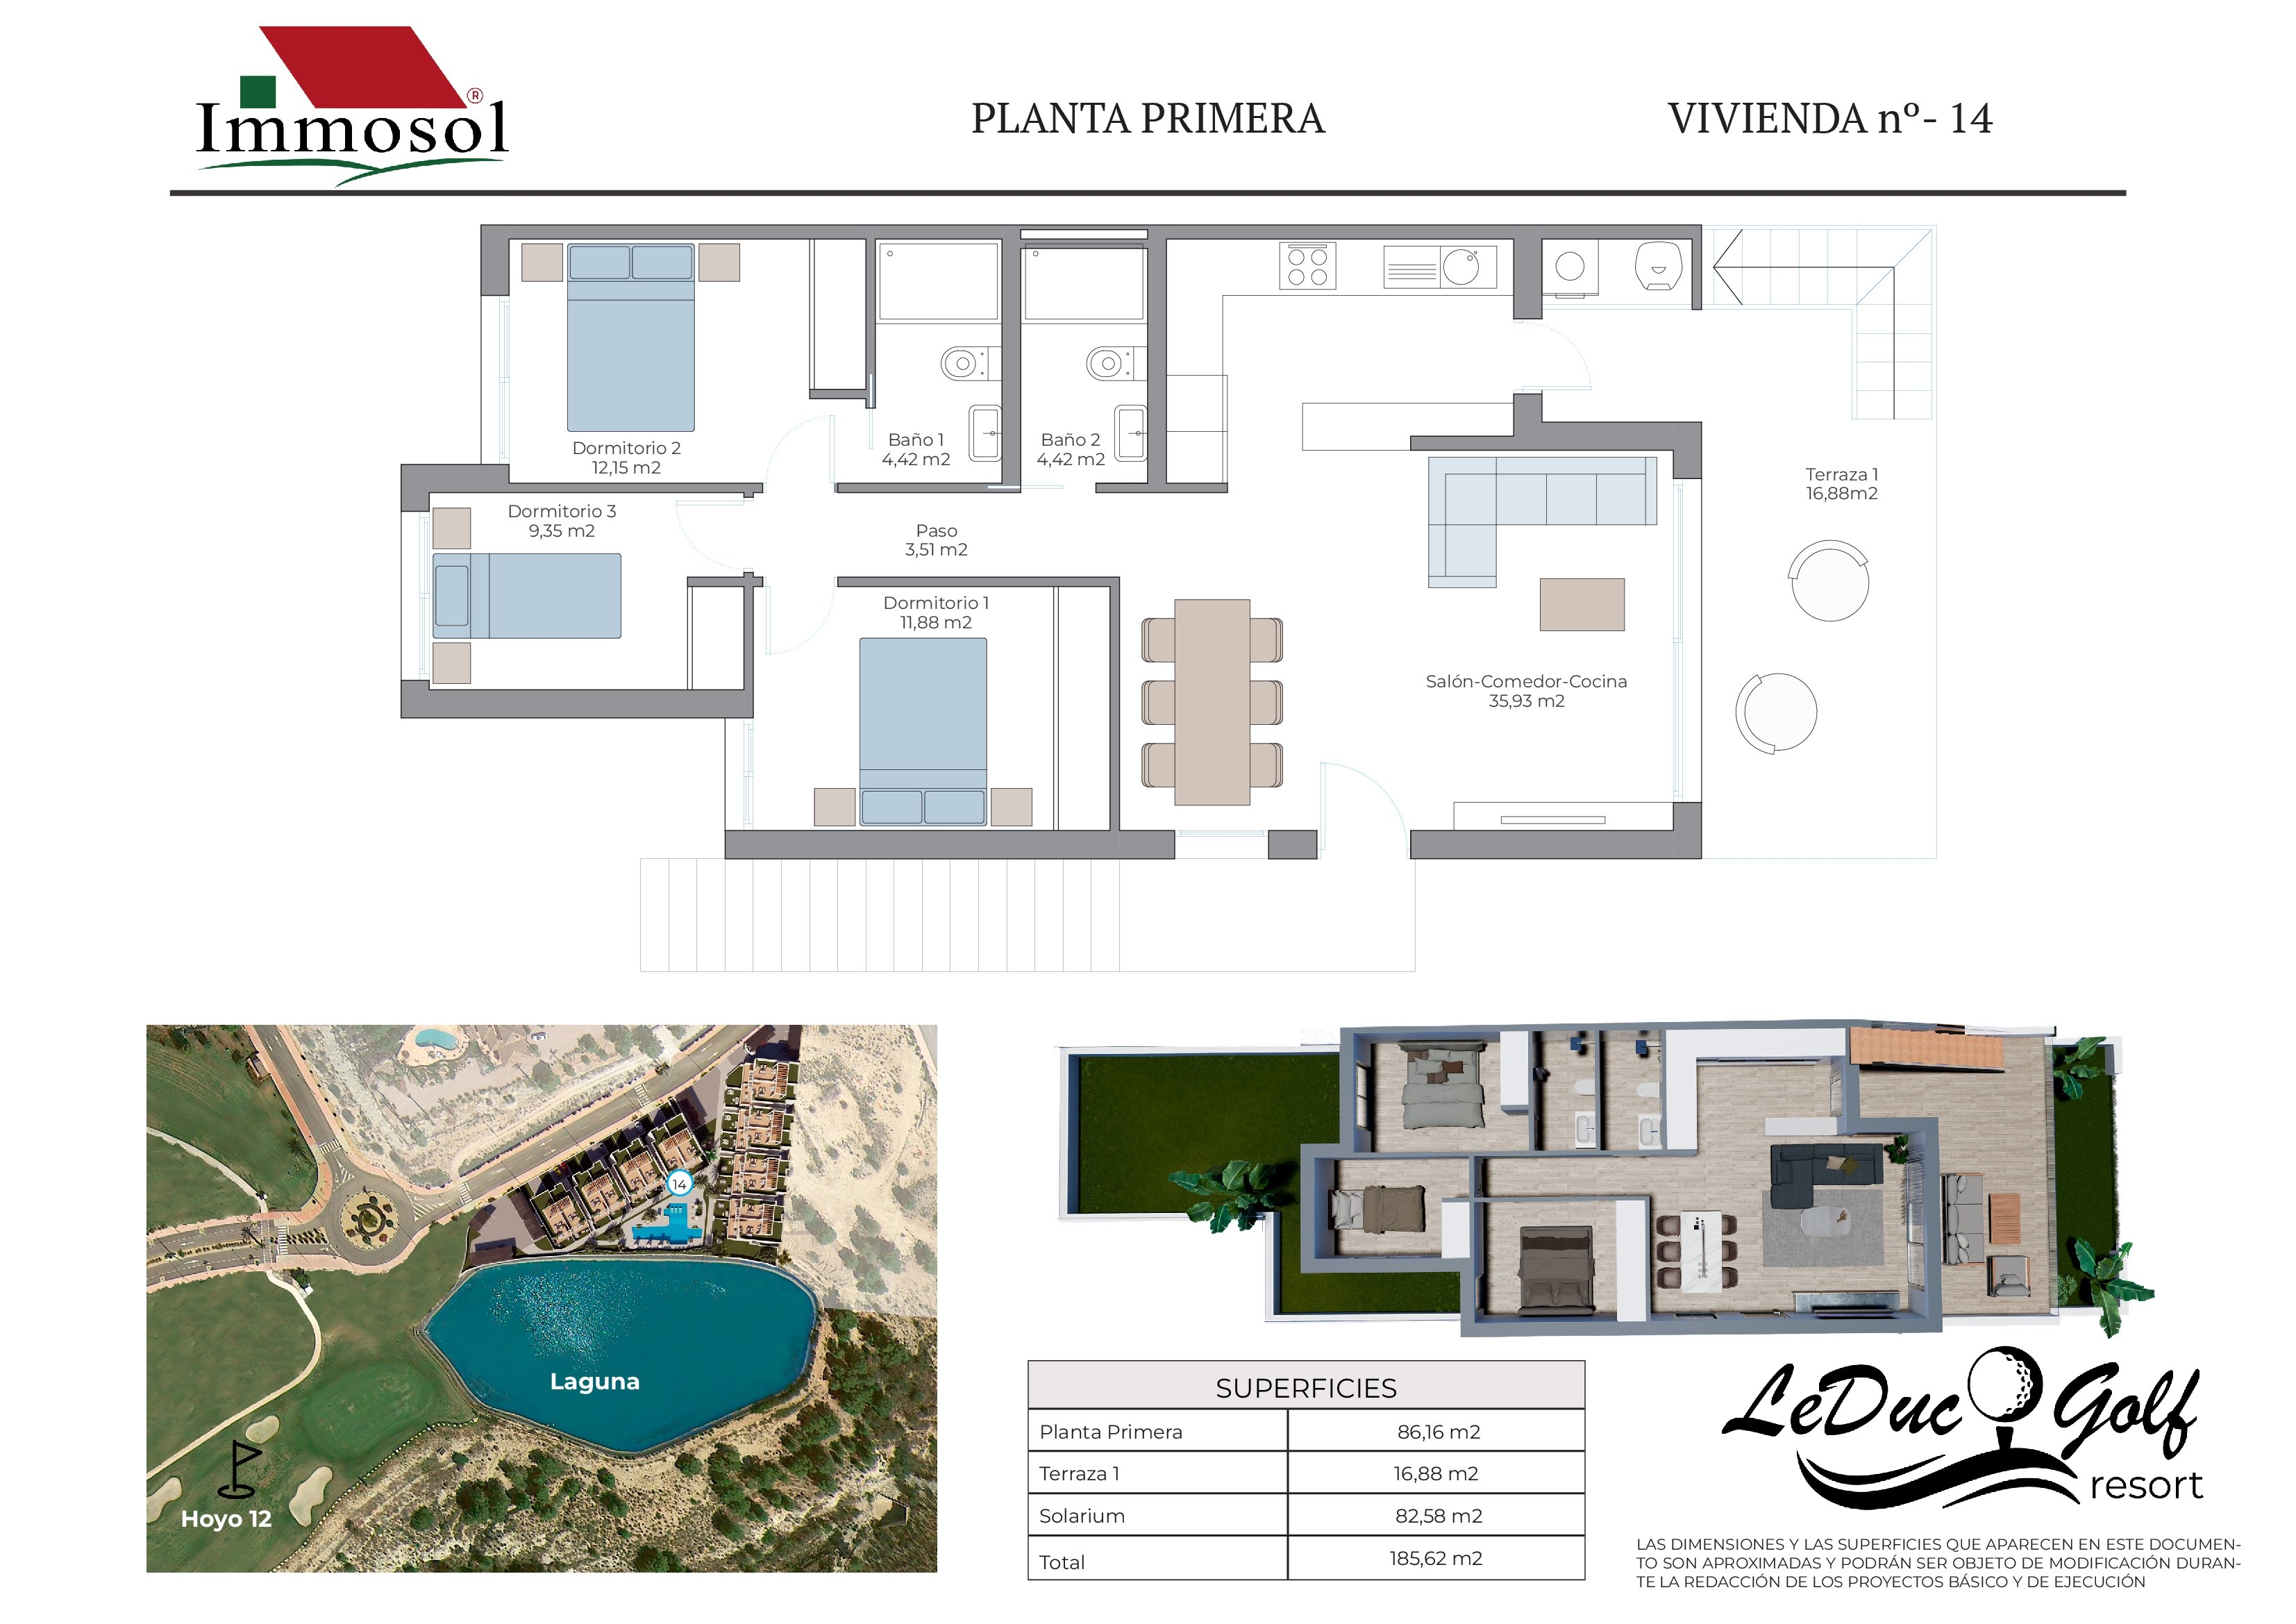 Immosol ®
PLANTA PRIMERA
VIVIENDA nº- 14
Dormitorio 2
12,15 m2
Baño 1
4,42 m2
Baño 2
4,42 m2
Dormitorio 3
9,35 m2
Paso
3,51 m2
Dormitorio 1
11,88 m2
Salón-Comedor-Cocina
35,93 m2
Terraza 1
16,88m2
14
Laguna
Hoyo 12
SUPERFICIES
Planta Primera 86,16 m2
Terraza 1 16,88 m2
Solarium 82,58 m2
Total 185,62 m2
LeDuc Golf
resort
LAS DIMENSIONES Y LAS SUPERFICIES QUE APARECEN EN ESTE DOCUMEN-
TO SON APROXIMADAS Y PODRÁN SER OBJETO DE MODIFICACIÓN DURAN-
TE LA REDACCIÓN DE LOS PROYECTOS BÁSICO Y DE EJECUCIÓN